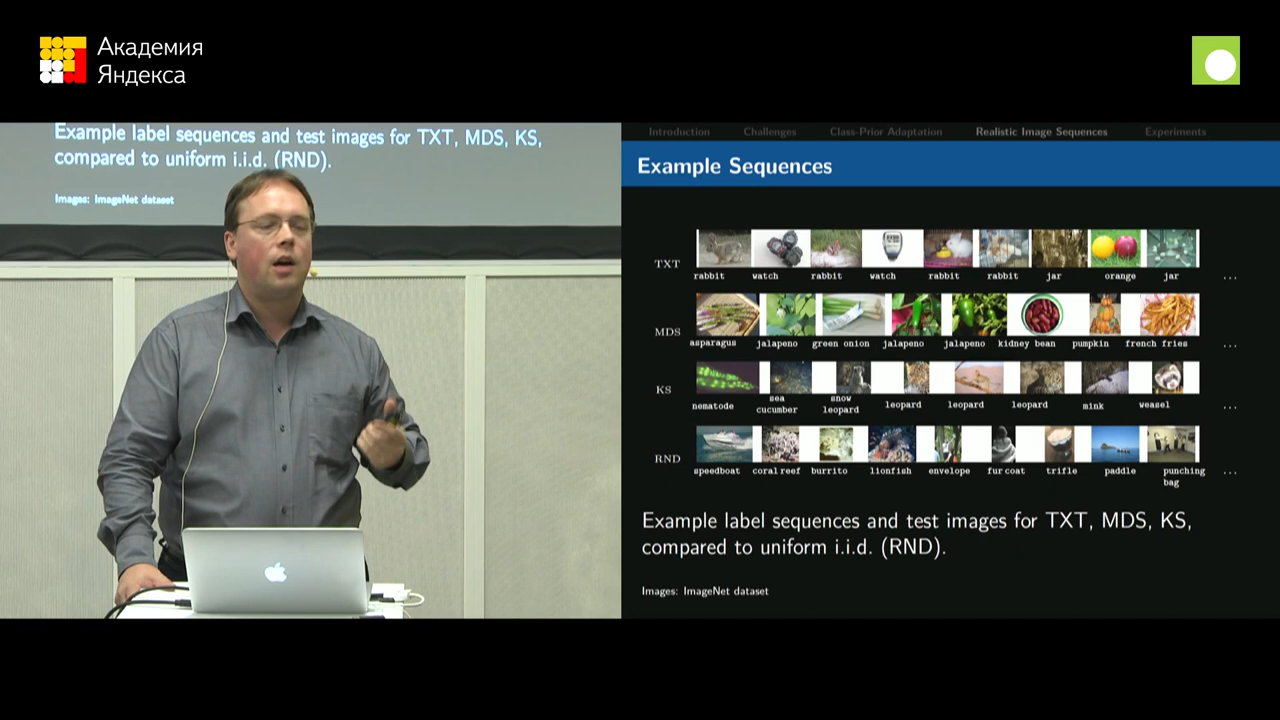 Академия
Яндекса
Example label sequences and test images for TXT, MDS, KS,
compared to uniform i.i.d. (RND).
Images: ImageNet dataset
Introduction Challenges Class-Prior Adaptation Realistic Image Sequences Experiments
Example Sequences
TXT
rabbit watch rabbit watch rabbit rabbit jar orange jar ...
MDS
asparagus jalapeno green onion jalapeno jalapeno kidney bean pumpkin french fries ...
KS
nematode sea cucumber snow leopard leopard leopard leopard mink weasel ...
RND
speedboat coral reef burrito lionfish envelope fur coat trifle paddle punching bag ...
Example label sequences and test images for TXT, MDS, KS,
compared to uniform i.i.d. (RND).
Images: ImageNet dataset